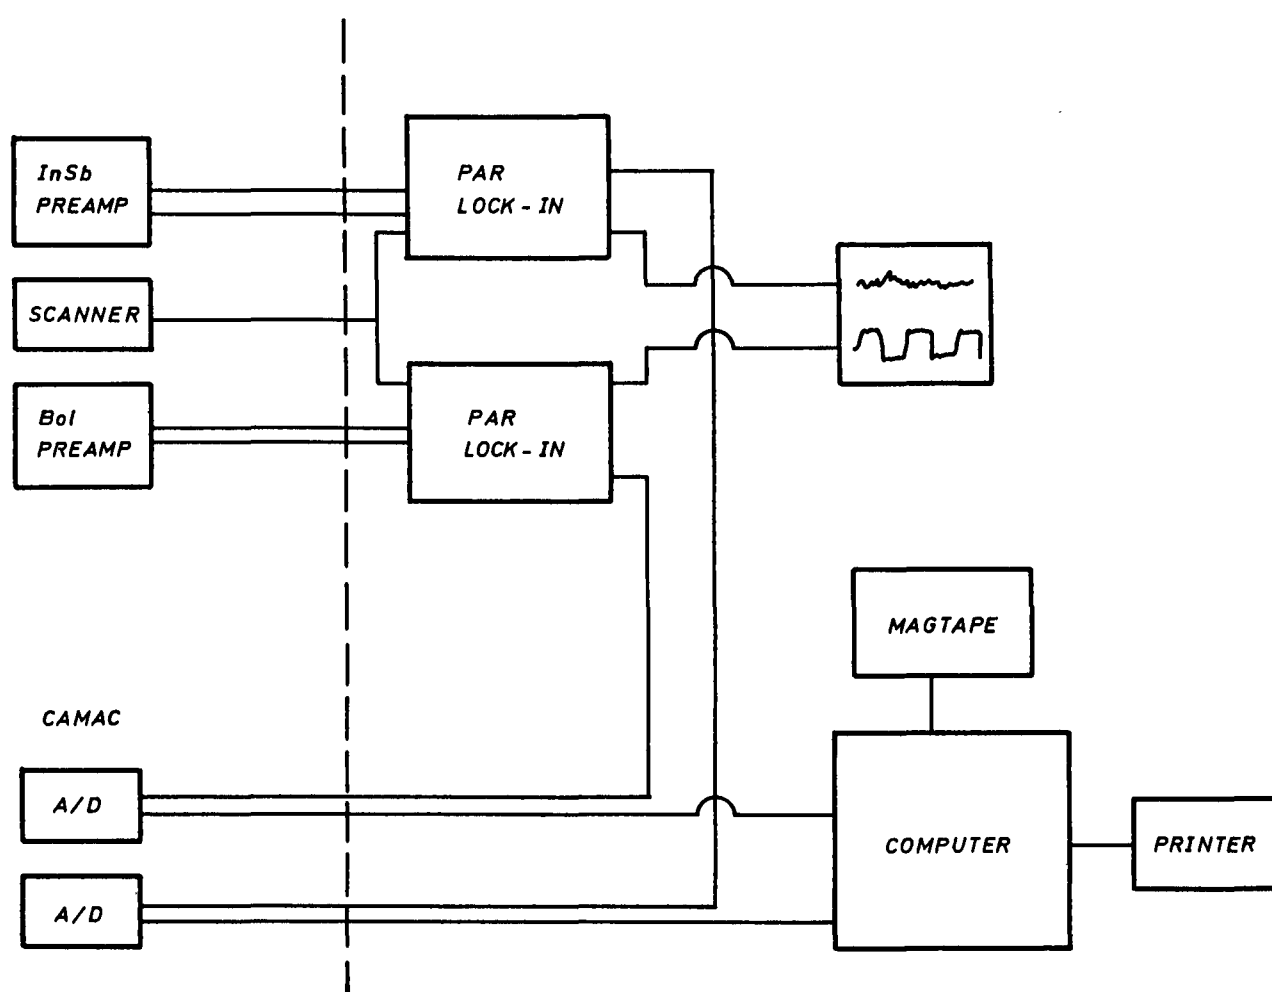 InSb
PREAMP
PAR
LOCK-IN
SCANNER
Bol
PREAMP
PAR
LOCK-IN
MAGTAPE
CAMAC
A/D
COMPUTER
PRINTER
A/D